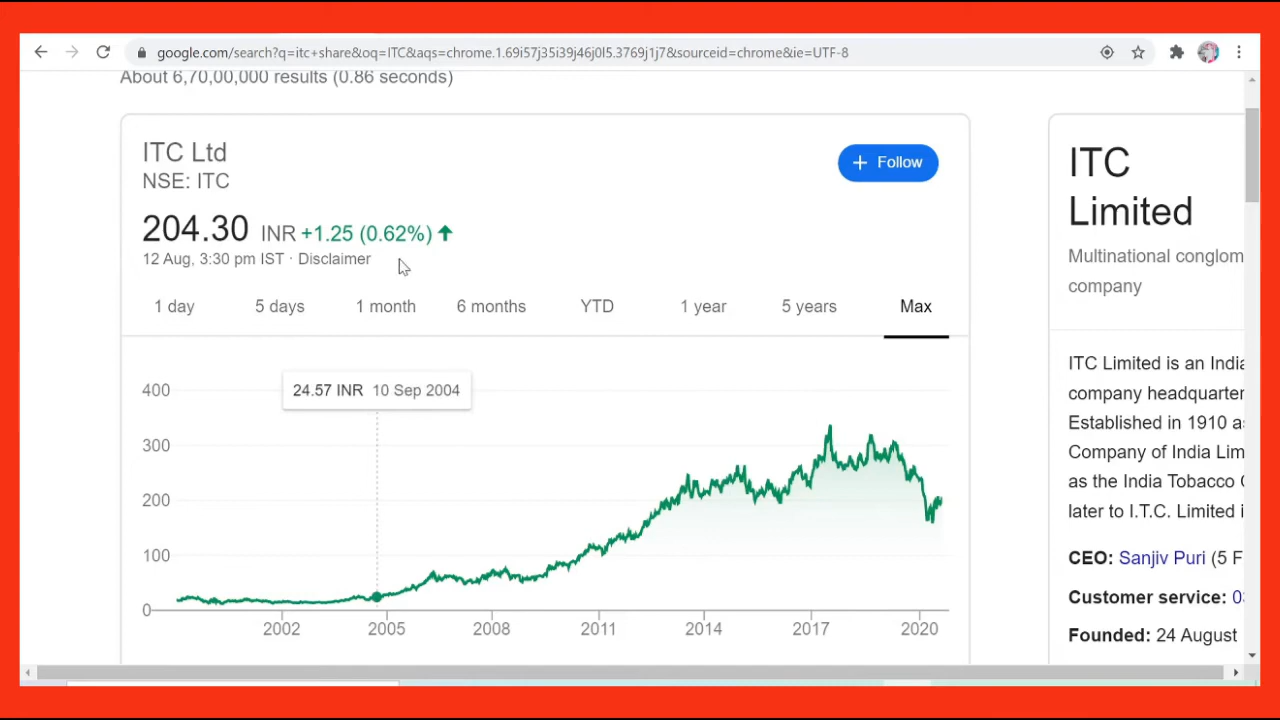 google.com/search?q=itc+share&oq=ITC&aqs=chrome.1.69i57j35i39j46j0l5.3769j1j7&sourceid=chrome&ie=UTF-8
About 6,70,00,000 results (0.86 seconds)
ITC Ltd
NSE: ITC
+ Follow
204.30 INR +1.25 (0.62%)
12 Aug, 3:30 pm IST · Disclaimer
1 day 5 days 1 month 6 months YTD 1 year 5 years Max
24.57 INR 10 Sep 2004
400
300
200
100
0
2002 2005 2008 2011 2014 2017 2020
ITC
Limited
Multinational conglom
company
ITC Limited is an India
company headquarter
Established in 1910 a
Company of India Lim
as the India Tobacco
later to I.T.C. Limited i
CEO: Sanjiv Puri (5 F
Customer service: 0
Founded: 24 August